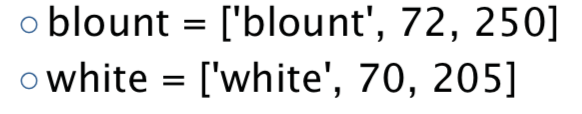 blount = ['blount', 72, 250]
white = ['white', 70, 205]